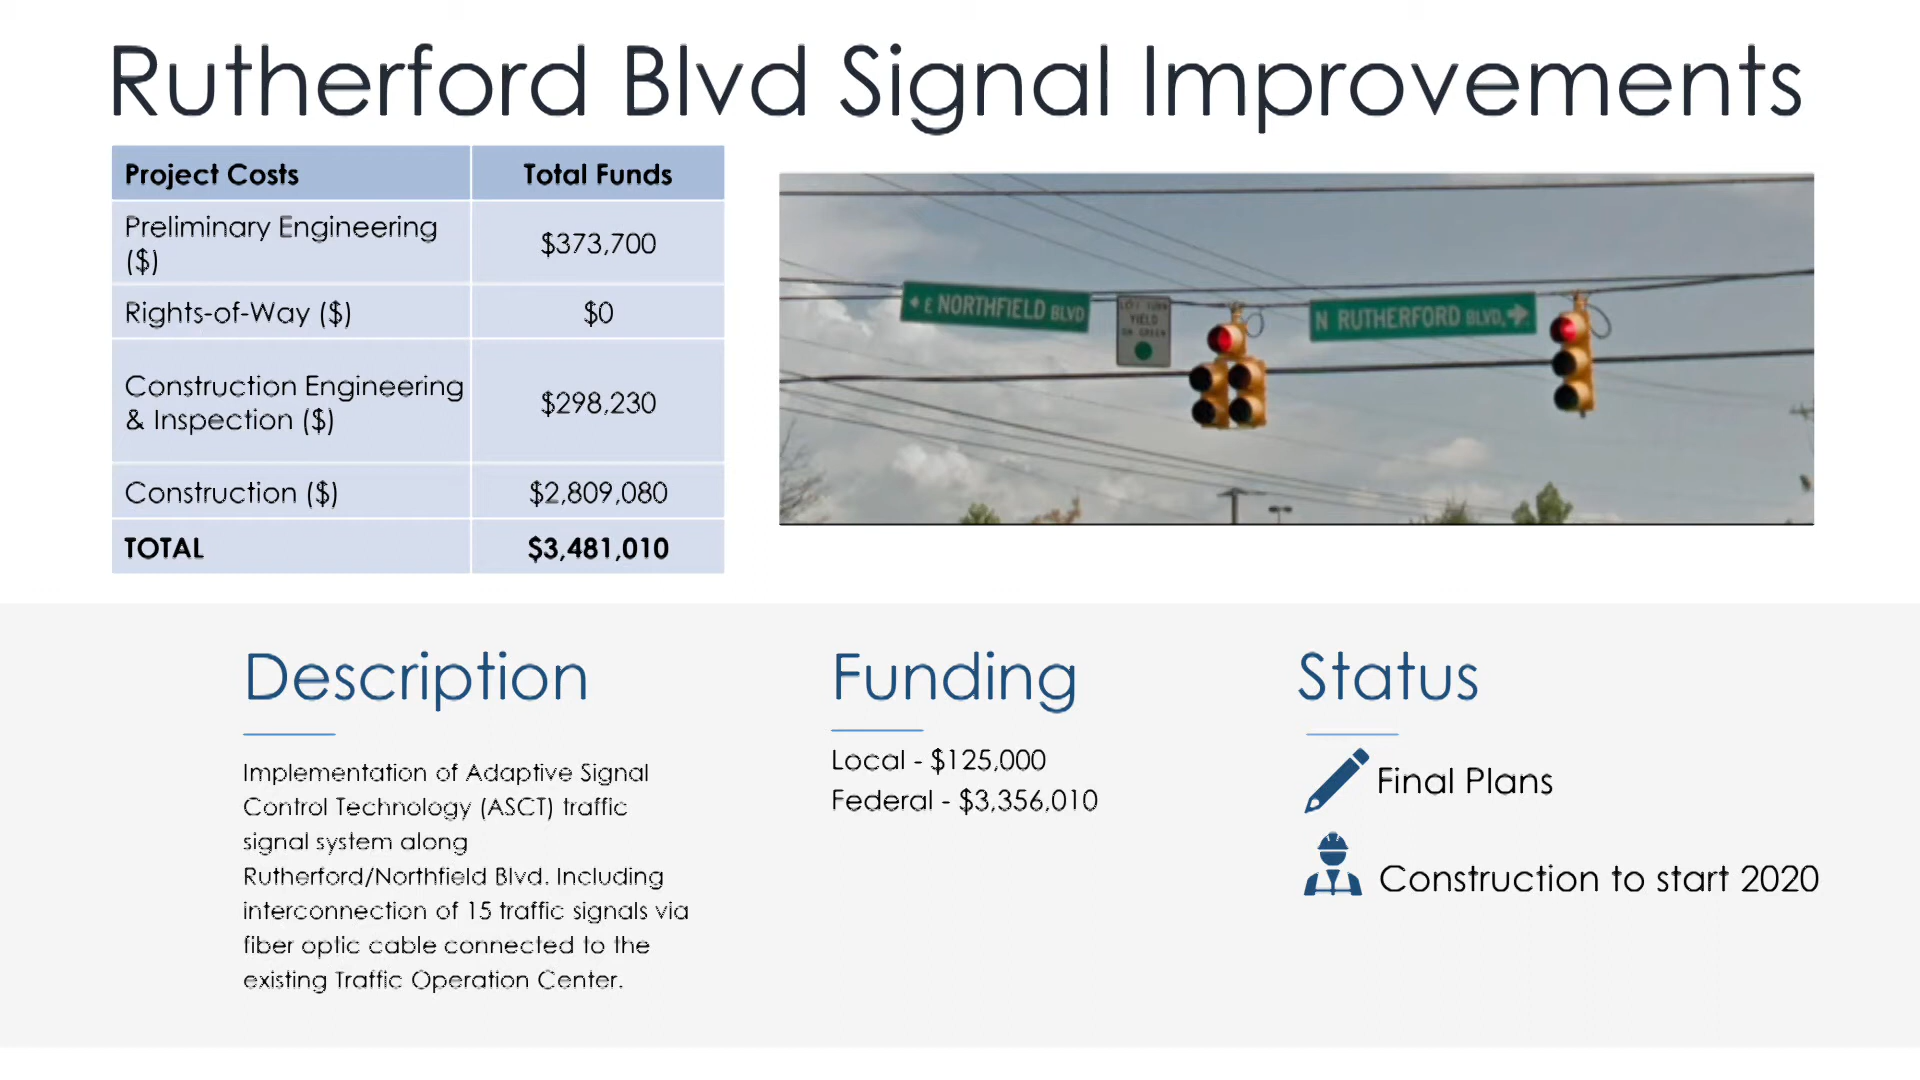 Rutherford Blvd Signal Improvements
Project Costs Total Funds
Preliminary Engineering
($) $373,700
Rights-of-Way ($) $0
Construction Engineering
& Inspection ($) $298,230
Construction ($) $2,809,080
TOTAL $3,481,010
E NORTHFIELD BLVD
YIELD
ON GREEN
N RUTHERFORD BLVD.
Description
Implementation of Adaptive Signal
Control Technology (ASCT) traffic
signal system along
Rutherford/Northfield Blvd. Including
interconnection of 15 traffic signals via
fiber optic cable connected to the
existing Traffic Operation Center.
Funding
Local - $125,000
Federal - $3,356,010
Status
Final Plans
Construction to start 2020